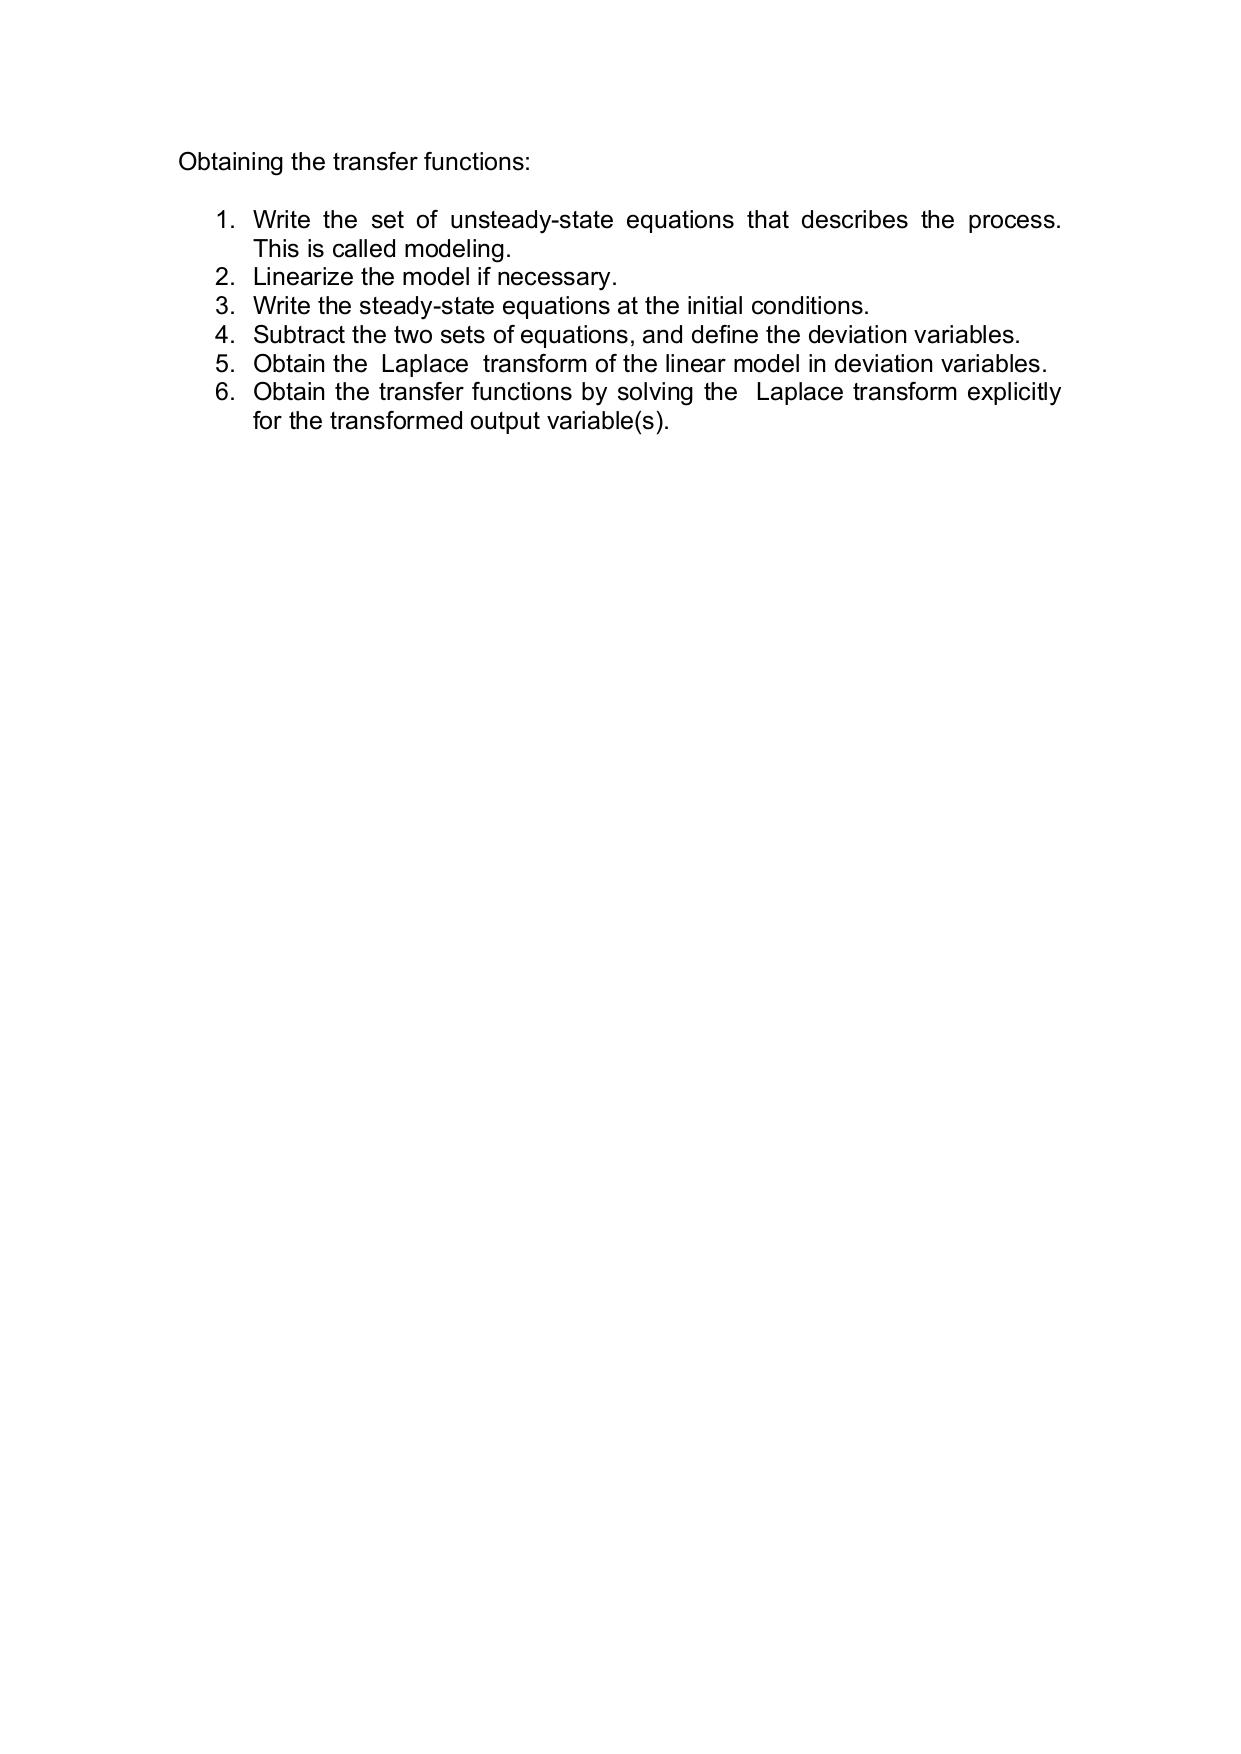 Obtaining the transfer functions:
1. Write the set of unsteady-state equations that describes the process.
This is called modeling.
2. Linearize the model if necessary.
3. Write the steady-state equations at the initial conditions.
4. Subtract the two sets of equations, and define the deviation variables.
5. Obtain the Laplace transform of the linear model in deviation variables.
6. Obtain the transfer functions by solving the Laplace transform explicitly
for the transformed output variable(s).